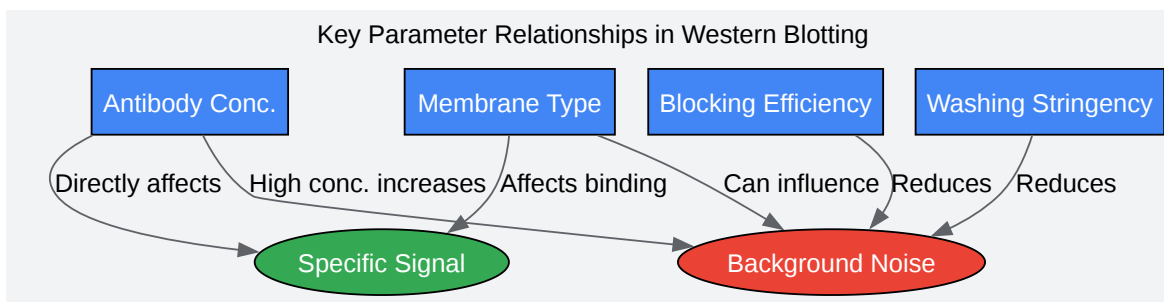 Key Parameter Relationships in Western Blotting
Antibody Conc.
Membrane Type
Blocking Efficiency
Washing Stringency
Directly affects
High conc. increases
Affects binding
Can influence
Reduces
Reduces
Specific Signal
Background Noise